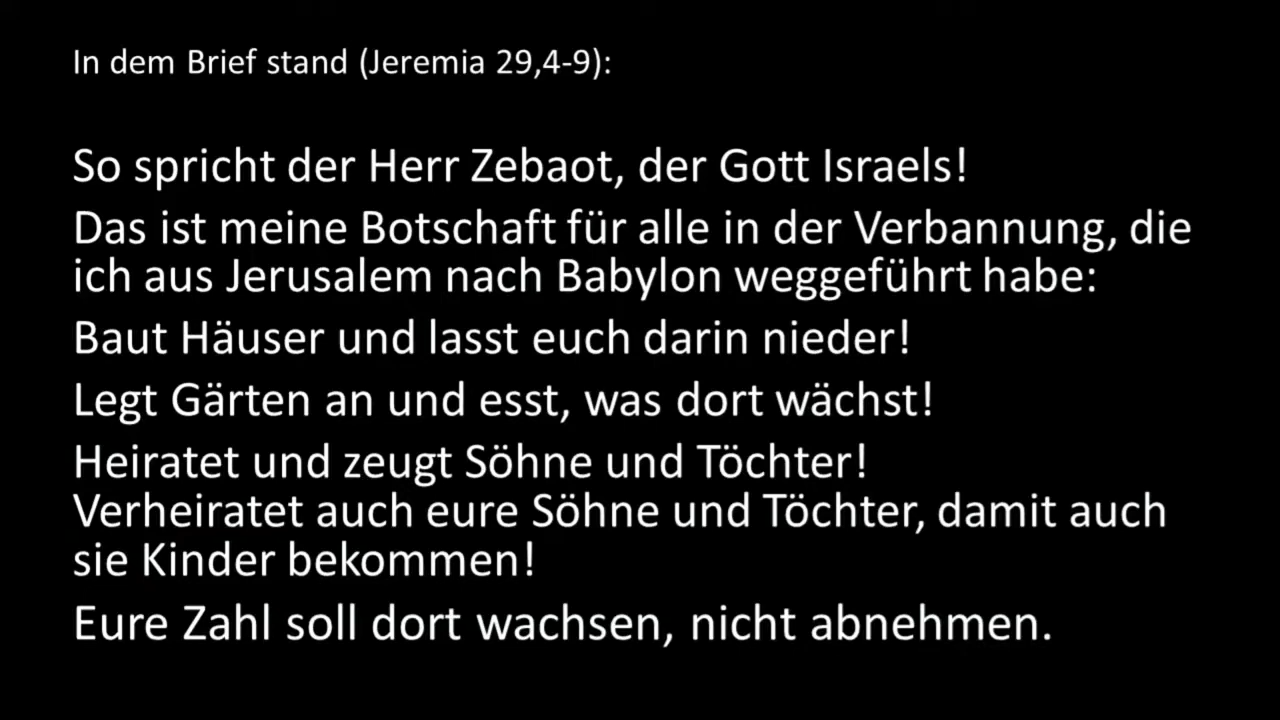 In dem Brief stand (Jeremia 29,4-9):
So spricht der Herr Zebaot, der Gott Israels!
Das ist meine Botschaft für alle in der Verbannung, die
ich aus Jerusalem nach Babylon weggeführt habe:
Baut Häuser und lasst euch darin nieder!
Legt Gärten an und esst, was dort wächst!
Heiratet und zeugt Söhne und Töchter!
Verheiratet auch eure Söhne und Töchter, damit auch
sie Kinder bekommen!
Eure Zahl soll dort wachsen, nicht abnehmen.